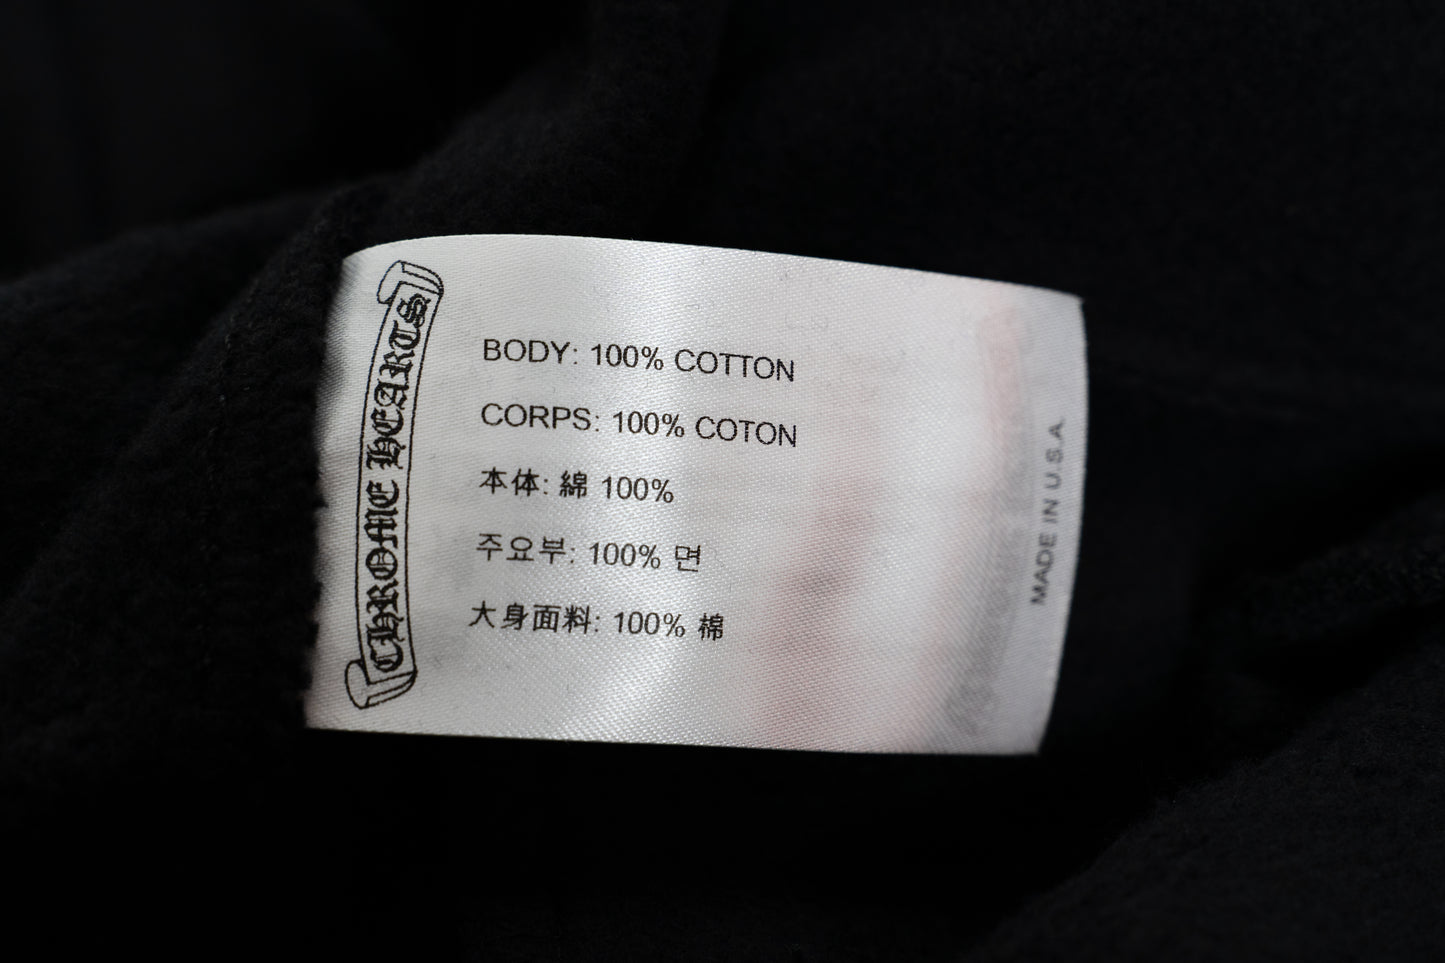 CHROME HEARTS
BODY: 100% COTTON
CORPS: 100% COTON
本体: 綿 100%
주요부: 100% 면
大身面料: 100% 棉
MADE IN U.S.A.